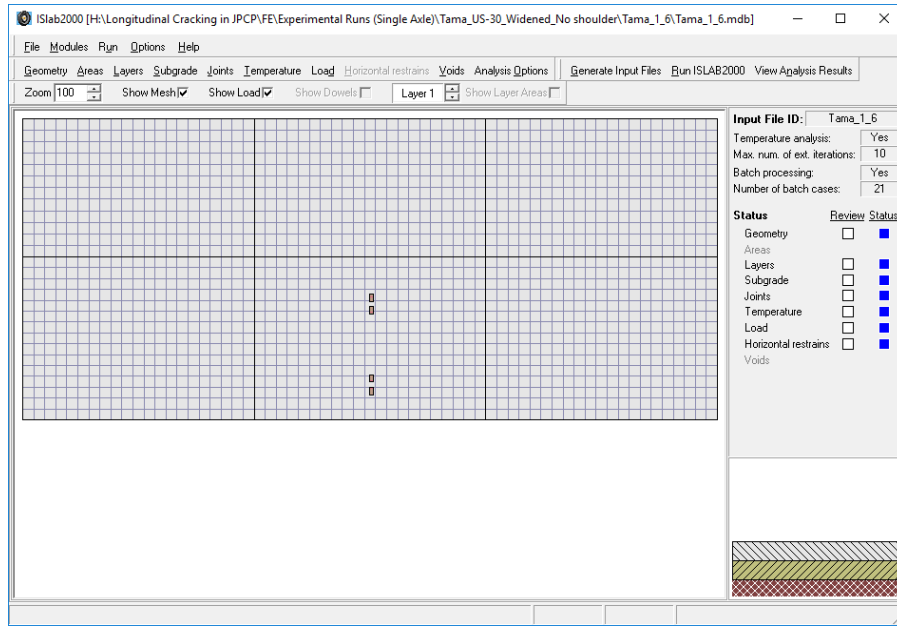 ISlab2000 [H:\Longitudinal Cracking in JPCP\FE\Experimental Runs (Single Axle)\Tama_US-30_Widened_No shoulder\Tama_1_6\Tama_1_6.mdb]
File Modules Run Options Help
Geometry Areas Layers Subgrade Joints Temperature Load Horizontal restrains Voids Analysis Options Generate Input Files Run ISLAB2000 View Analysis Results
Zoom 100 Show Mesh Show Load Show Dowels Layer 1 Show Layer Areas
Input File ID: Tama_1_6
Temperature analysis: Yes
Max. num. of ext. iterations: 10
Batch processing: Yes
Number of batch cases: 21
Status Review Status
Geometry
Areas
Layers
Subgrade
Joints
Temperature
Load
Horizontal restrains
Voids